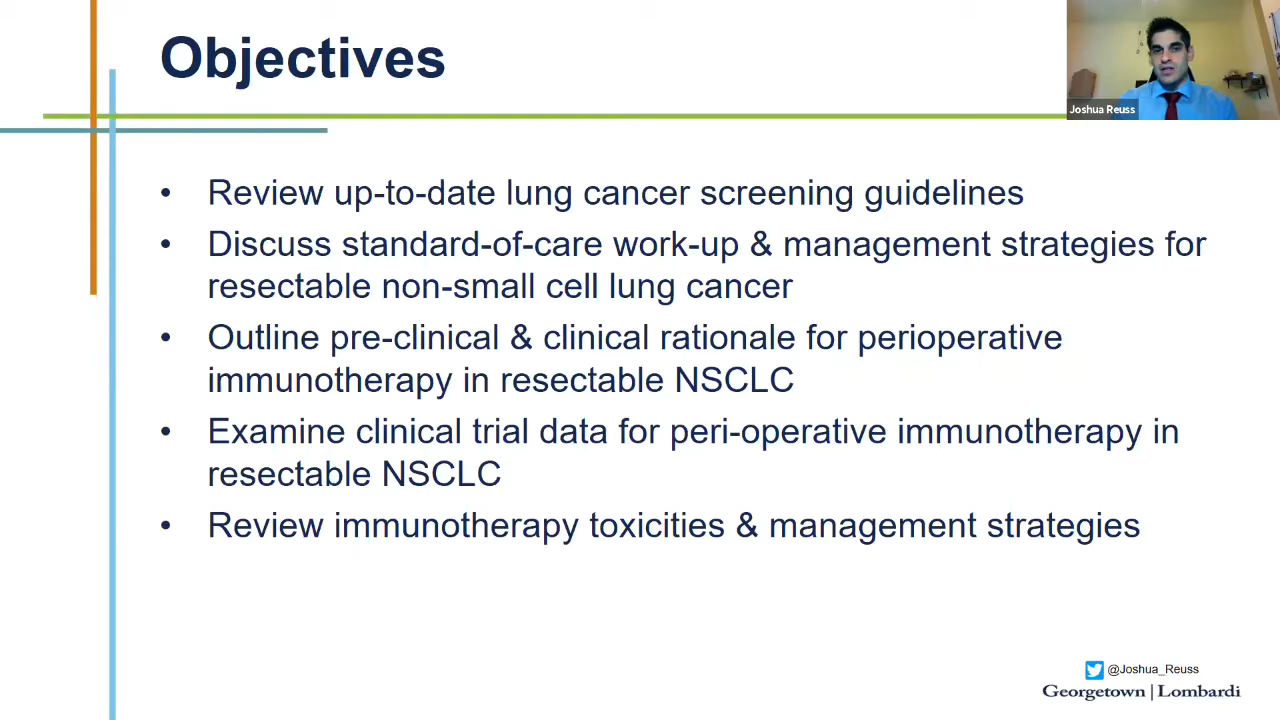 Objectives
Joshua Reuss
• Review up-to-date lung cancer screening guidelines
• Discuss standard-of-care work-up & management strategies for
resectable non-small cell lung cancer
• Outline pre-clinical & clinical rationale for perioperative
immunotherapy in resectable NSCLC
• Examine clinical trial data for peri-operative immunotherapy in
resectable NSCLC
• Review immunotherapy toxicities & management strategies
@Joshua_Reuss
Georgetown | Lombardi